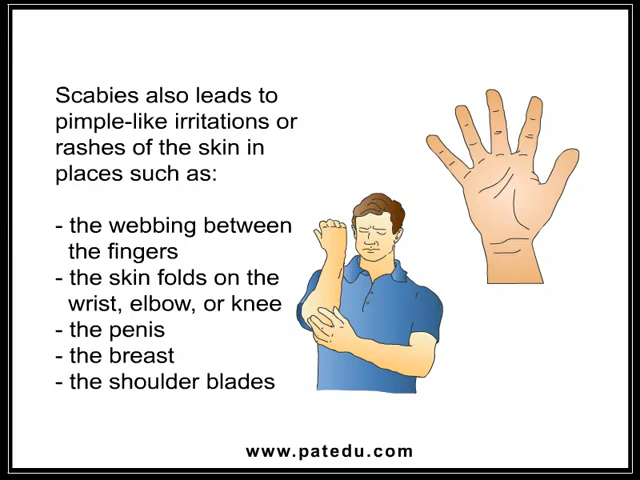 Scabies also leads to
pimple-like irritations or
rashes of the skin in
places such as:
- the webbing between
the fingers
- the skin folds on the
wrist, elbow, or knee
- the penis
- the breast
- the shoulder blades
www.patedu.com